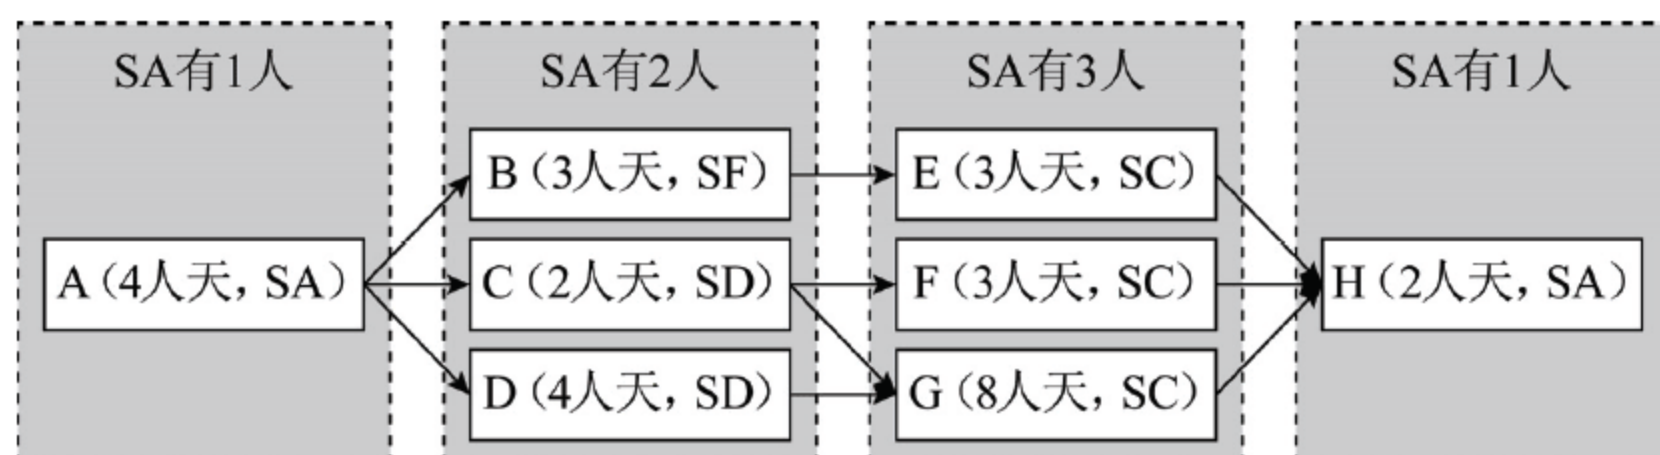 SA有1人
SA有2人
SA有3人
SA有1人
B（3人天，SF）
E（3人天，SC）
A（4人天，SA）
C（2人天，SD）
F（3人天，SC）
H（2人天，SA）
D（4人天，SD）
G（8人天，SC）